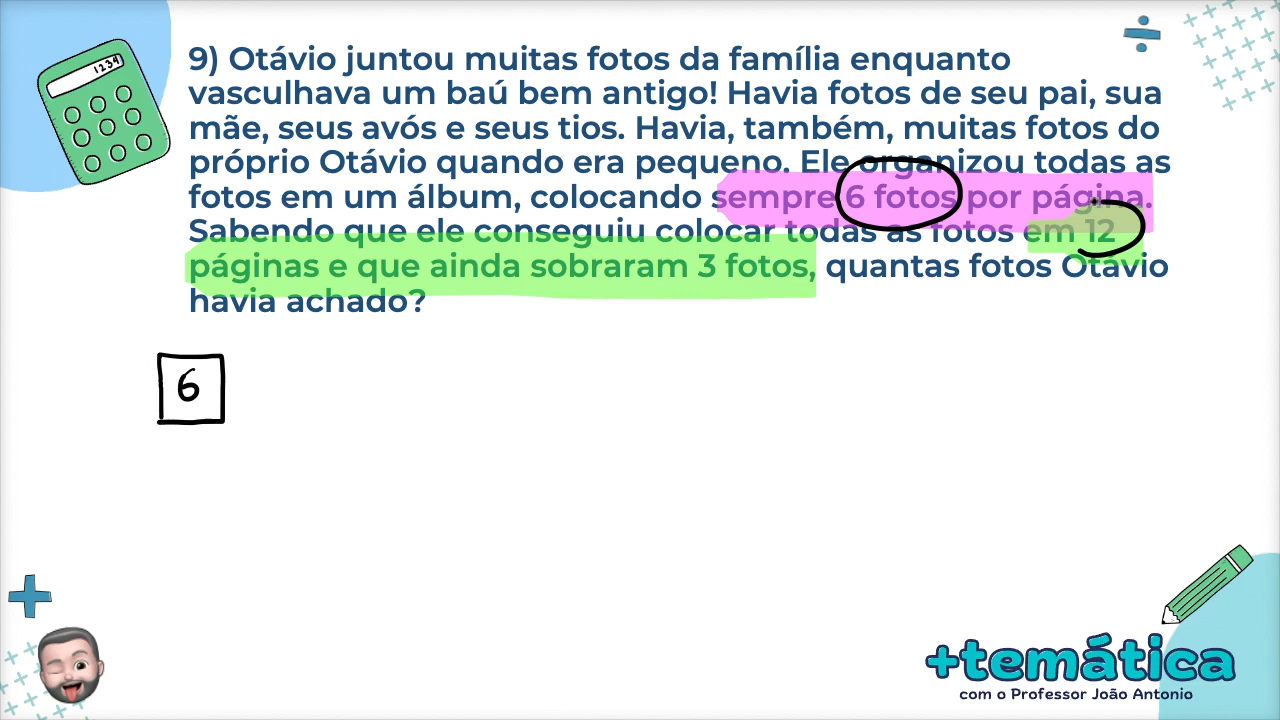 1234
9) Otávio juntou muitas fotos da família enquanto
vasculhava um baú bem antigo! Havia fotos de seu pai, sua
mãe, seus avós e seus tios. Havia, também, muitas fotos do
próprio Otávio quando era pequeno. Ele organizou todas as
fotos em um álbum, colocando sempre 6 fotos por página.
Sabendo que ele conseguiu colocar todas as fotos em 12
páginas e que ainda sobraram 3 fotos, quantas fotos Otávio
havia achado?
6
+temática
com o Professor João Antonio